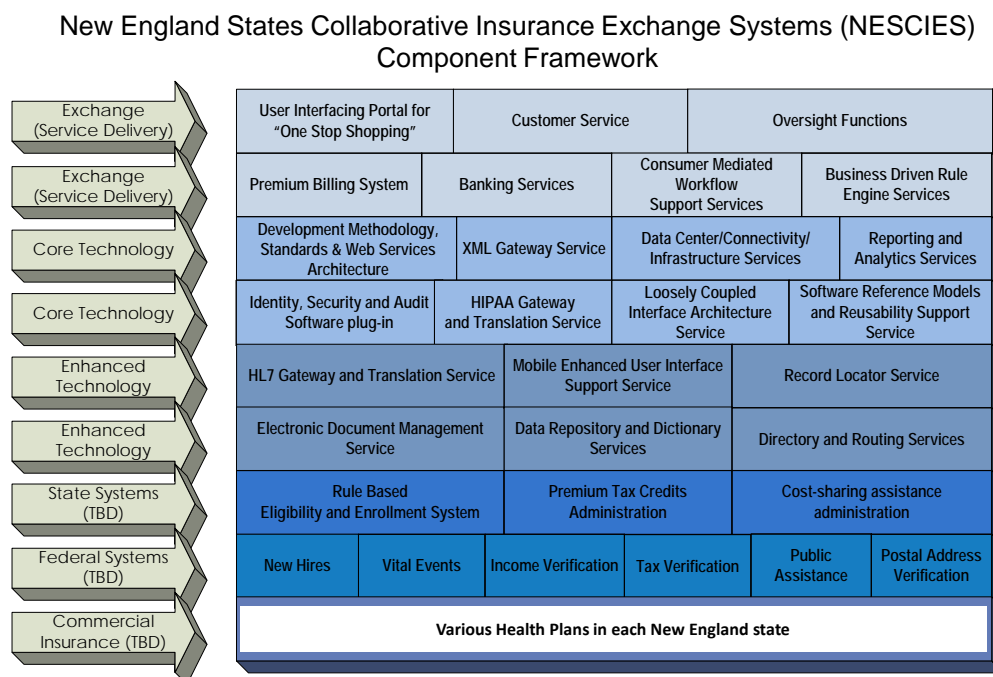 New England States Collaborative Insurance Exchange Systems (NESCIES)
Component Framework
Exchange
(Service Delivery)
User Interfacing Portal for
“One Stop Shopping”
Customer Service
Oversight Functions
Exchange
(Service Delivery)
Premium Billing System
Banking Services
Consumer Mediated
Workflow
Support Services
Business Driven Rule
Engine Services
Core Technology
Development Methodology,
Standards & Web Services
Architecture
XML Gateway Service
Data Center/Connectivity/
Infrastructure Services
Reporting and
Analytics Services
Core Technology
Identity, Security and Audit
Software plug-in
HIPAA Gateway
and Translation Service
Loosely Coupled
Interface Architecture
Service
Software Reference Models
and Reusability Support
Service
Enhanced
Technology
HL7 Gateway and Translation Service
Mobile Enhanced User Interface
Support Service
Record Locator Service
Enhanced
Technology
Electronic Document Management
Service
Data Repository and Dictionary
Services
Directory and Routing Services
State Systems
(TBD)
Rule Based
Eligibility and Enrollment System
Premium Tax Credits
Administration
Cost-sharing assistance
administration
Federal Systems
(TBD)
New Hires
Vital Events
Income Verification
Tax Verification
Public
Assistance
Postal Address
Verification
Commercial
Insurance (TBD)
Various Health Plans in each New England state